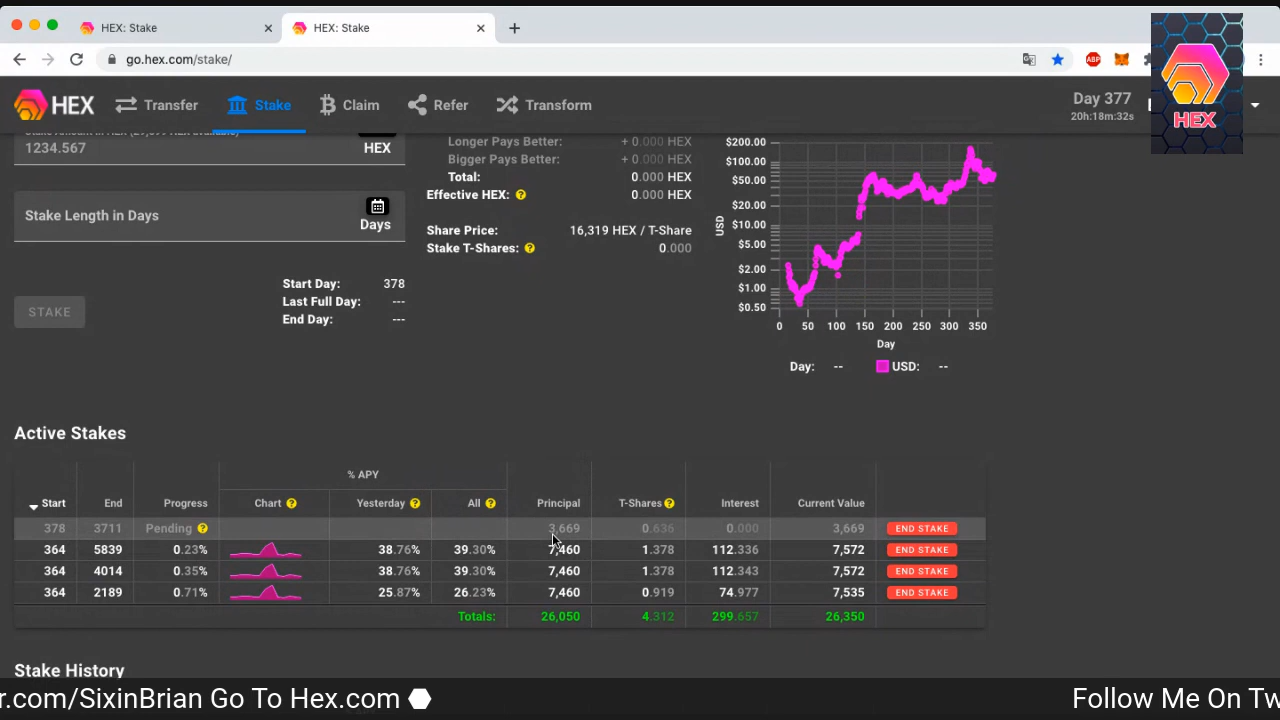 HEX: Stake
HEX: Stake
go.hex.com/stake/
ABP
HEX
Transfer
Stake
Claim
Refer
Transform
Day 377
20h:18m:32s
HEX
1234.567 HEX
Stake Length in Days
Days
Start Day: 378
Last Full Day: ---
End Day: ---
STAKE
Longer Pays Better: + 0.000 HEX
Bigger Pays Better: + 0.000 HEX
Total: 0.000 HEX
Effective HEX: ? 0.000 HEX
Share Price: 16,319 HEX / T-Share
Stake T-Shares: ? 0.000
$200.00
$100.00
$50.00
$20.00
$10.00
$5.00
$2.00
$1.00
$0.50
USD
0 50 100 150 200 250 300 350
Day
Day: -- USD: --
Active Stakes
% APY
Start End Progress Chart ? Yesterday ? All ? Principal T-Shares ? Interest Current Value
378 3711 Pending ? 3,669 0.636 0.000 3,669 END STAKE
364 5839 0.23% 38.76% 39.30% 7,460 1.378 112.336 7,572 END STAKE
364 4014 0.35% 38.76% 39.30% 7,460 1.378 112.343 7,572 END STAKE
364 2189 0.71% 25.87% 26.23% 7,460 0.919 74.977 7,535 END STAKE
Totals: 26,050 4.312 299.657 26,350
Stake History
r.com/SixinBrian Go To Hex.com
Follow Me On Tw